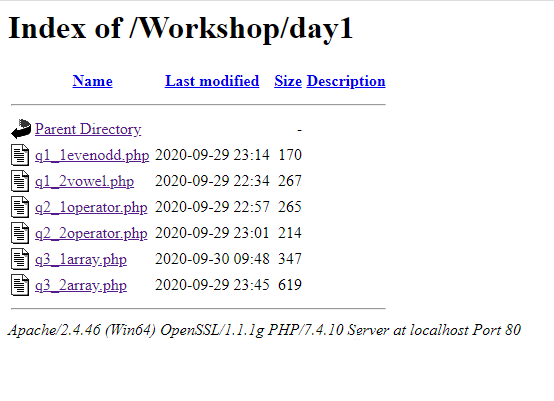 Index of /Workshop/day1
Name Last modified Size Description
Parent Directory -
q1_1evenodd.php 2020-09-29 23:14 170
q1_2vowel.php 2020-09-29 22:34 267
q2_1operator.php 2020-09-29 22:57 265
q2_2operator.php 2020-09-29 23:01 214
q3_1array.php 2020-09-30 09:48 347
q3_2array.php 2020-09-29 23:45 619
Apache/2.4.46 (Win64) OpenSSL/1.1.1g PHP/7.4.10 Server at localhost Port 80